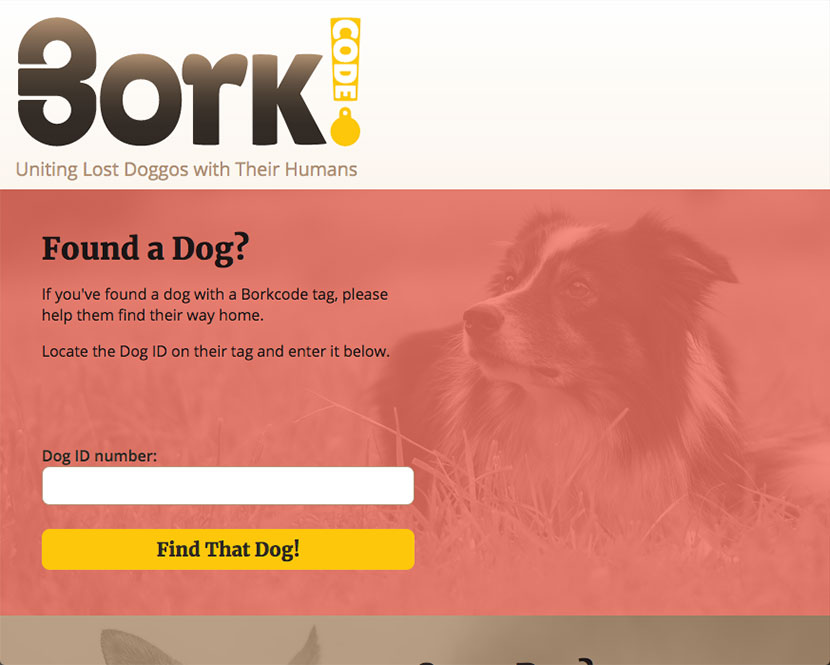 Bork CODE
Uniting Lost Doggos with Their Humans
Found a Dog?
If you've found a dog with a Borkcode tag, please
help them find their way home.
Locate the Dog ID on their tag and enter it below.
Dog ID number:
Find That Dog!